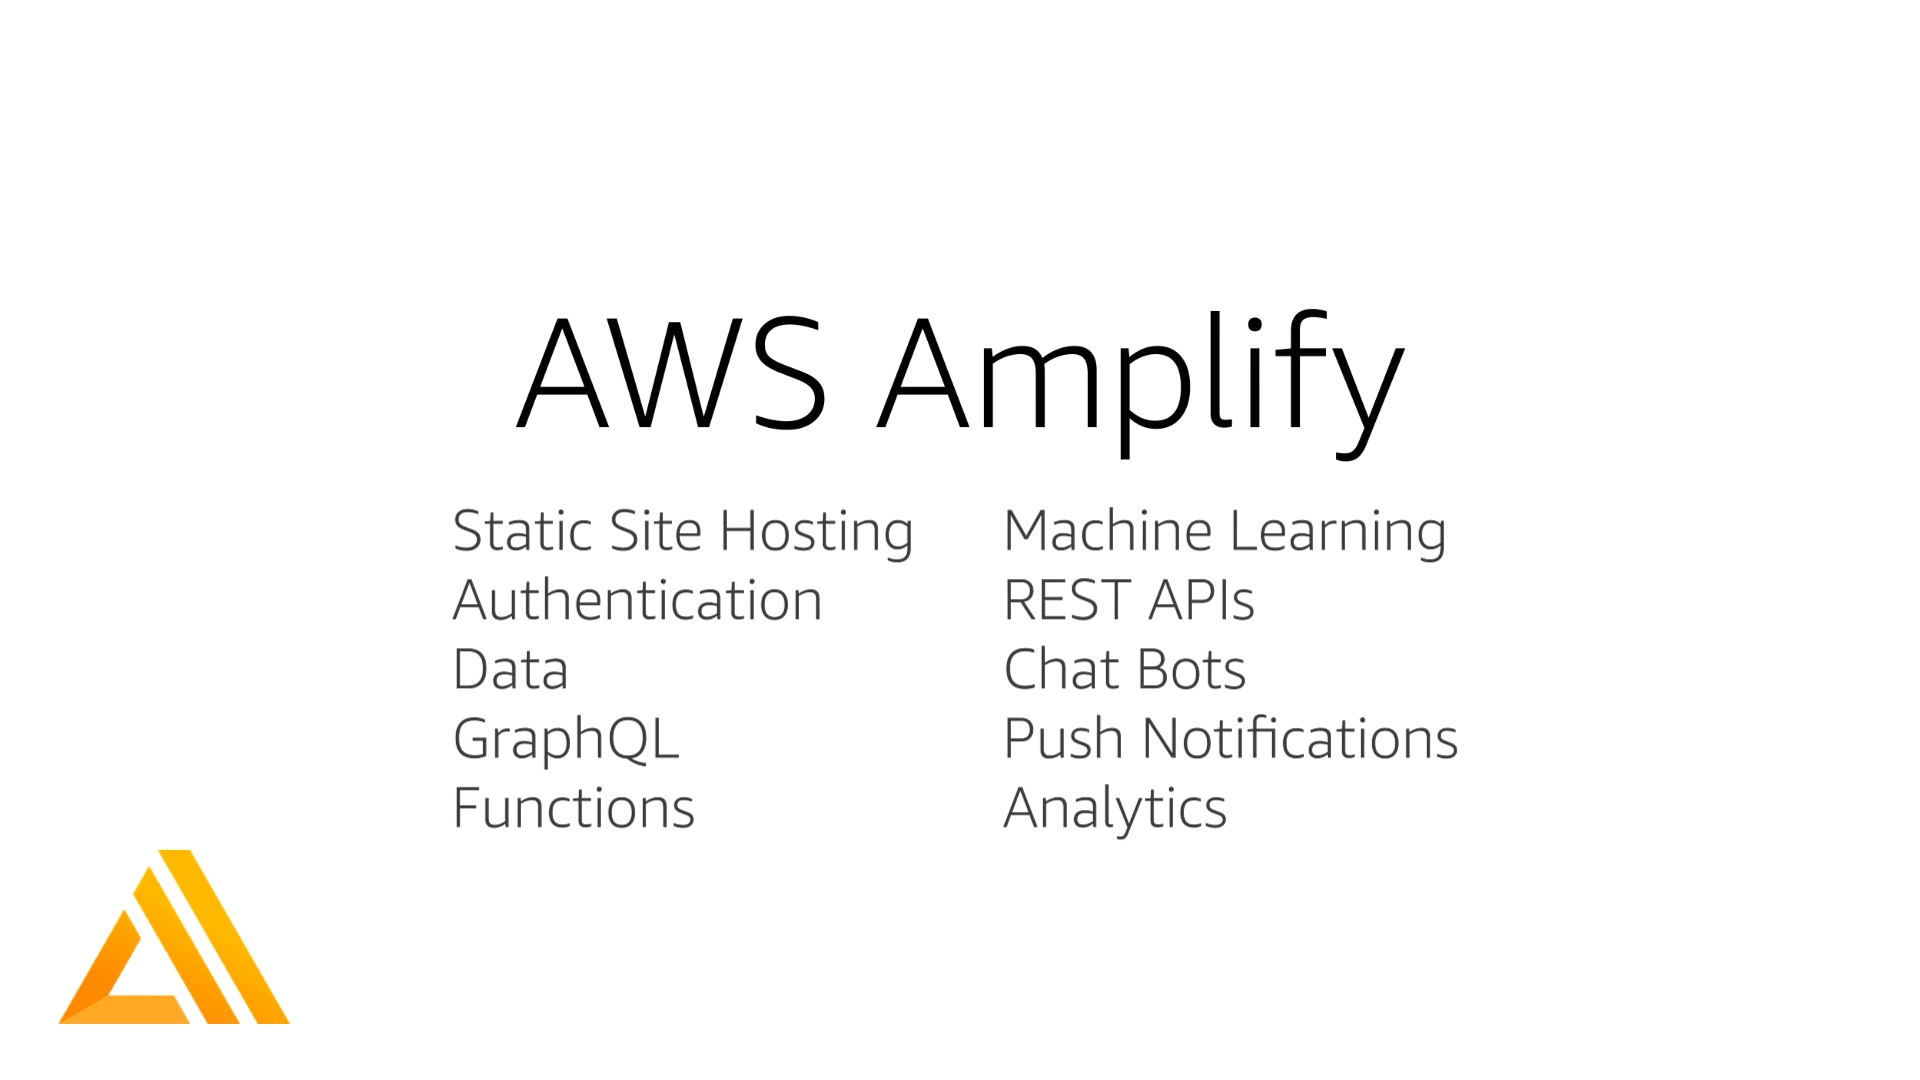 AWS Amplify
Static Site Hosting
Authentication
Data
GraphQL
Functions
Machine Learning
REST APIs
Chat Bots
Push Notifications
Analytics